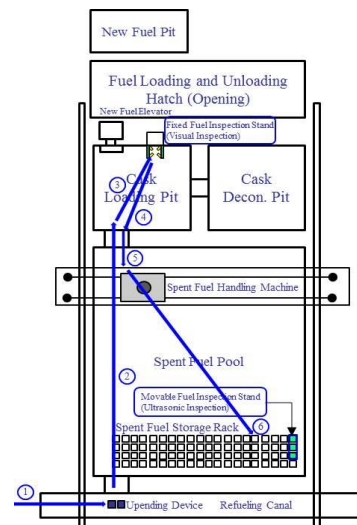 New Fuel Pit
Fuel Loading and Unloading
Hatch (Opening)
New Fuel Elevator
Fixed Fuel Inspection Stand
(Visual Inspection)
Cask
Loading Pit
Cask
Decon. Pit
3
4
5
Spent Fuel Handling Machine
Spent Fuel Pool
2
Movable Fuel Inspection Stand
(Ultrasonic Inspection)
6
Spent Fuel Storage Rack
1
Upending Device
Refueling Canal